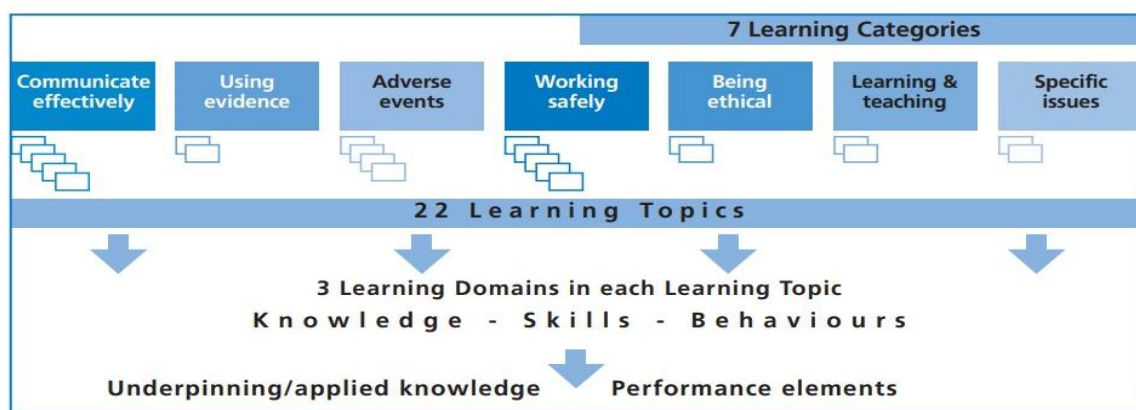 7 Learning Categories
Communicate
effectively
Using
evidence
Adverse
events
Working
safely
Being
ethical
Learning &
teaching
Specific
issues
22 Learning Topics
3 Learning Domains in each Learning Topic
Knowledge - Skills - Behaviours
Underpinning/applied knowledge Performance elements